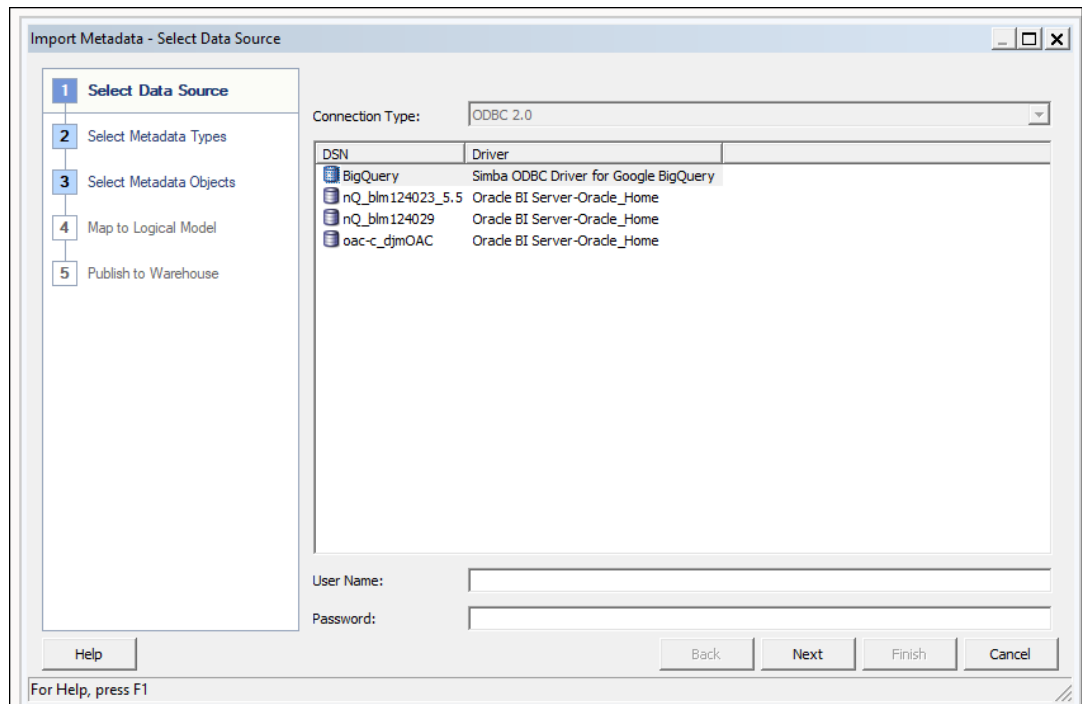 Import Metadata - Select Data Source
1 Select Data Source
2 Select Metadata Types
3 Select Metadata Objects
4 Map to Logical Model
5 Publish to Warehouse
Connection Type: ODBC 2.0
DSN Driver
BigQuery Simba ODBC Driver for Google BigQuery
nQ_blm124023_5.5 Oracle BI Server-Oracle_Home
nQ_blm124029 Oracle BI Server-Oracle_Home
oac-c_djmOAC Oracle BI Server-Oracle_Home
User Name:
Password:
Help Back Next Finish Cancel
For Help, press F1